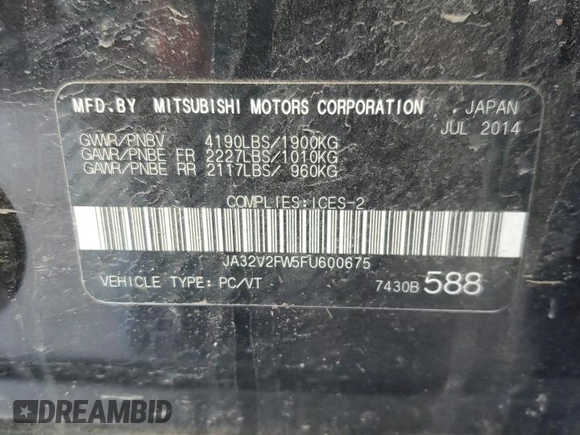 MFD.BY MITSUBISHI MOTORS CORPORATION , JAPAN
JUL 2014
GVWR/PNBV 4190LBS/1900KG
GAWR/PNBE FR 2227LBS/1010KG
GAWR/PNBE RR 2117LBS/ 960KG
COMPLIES:ICES-2
JA32V2FW5FU600675
VEHICLE TYPE:PC/VT 7430B 588
DREAMBID